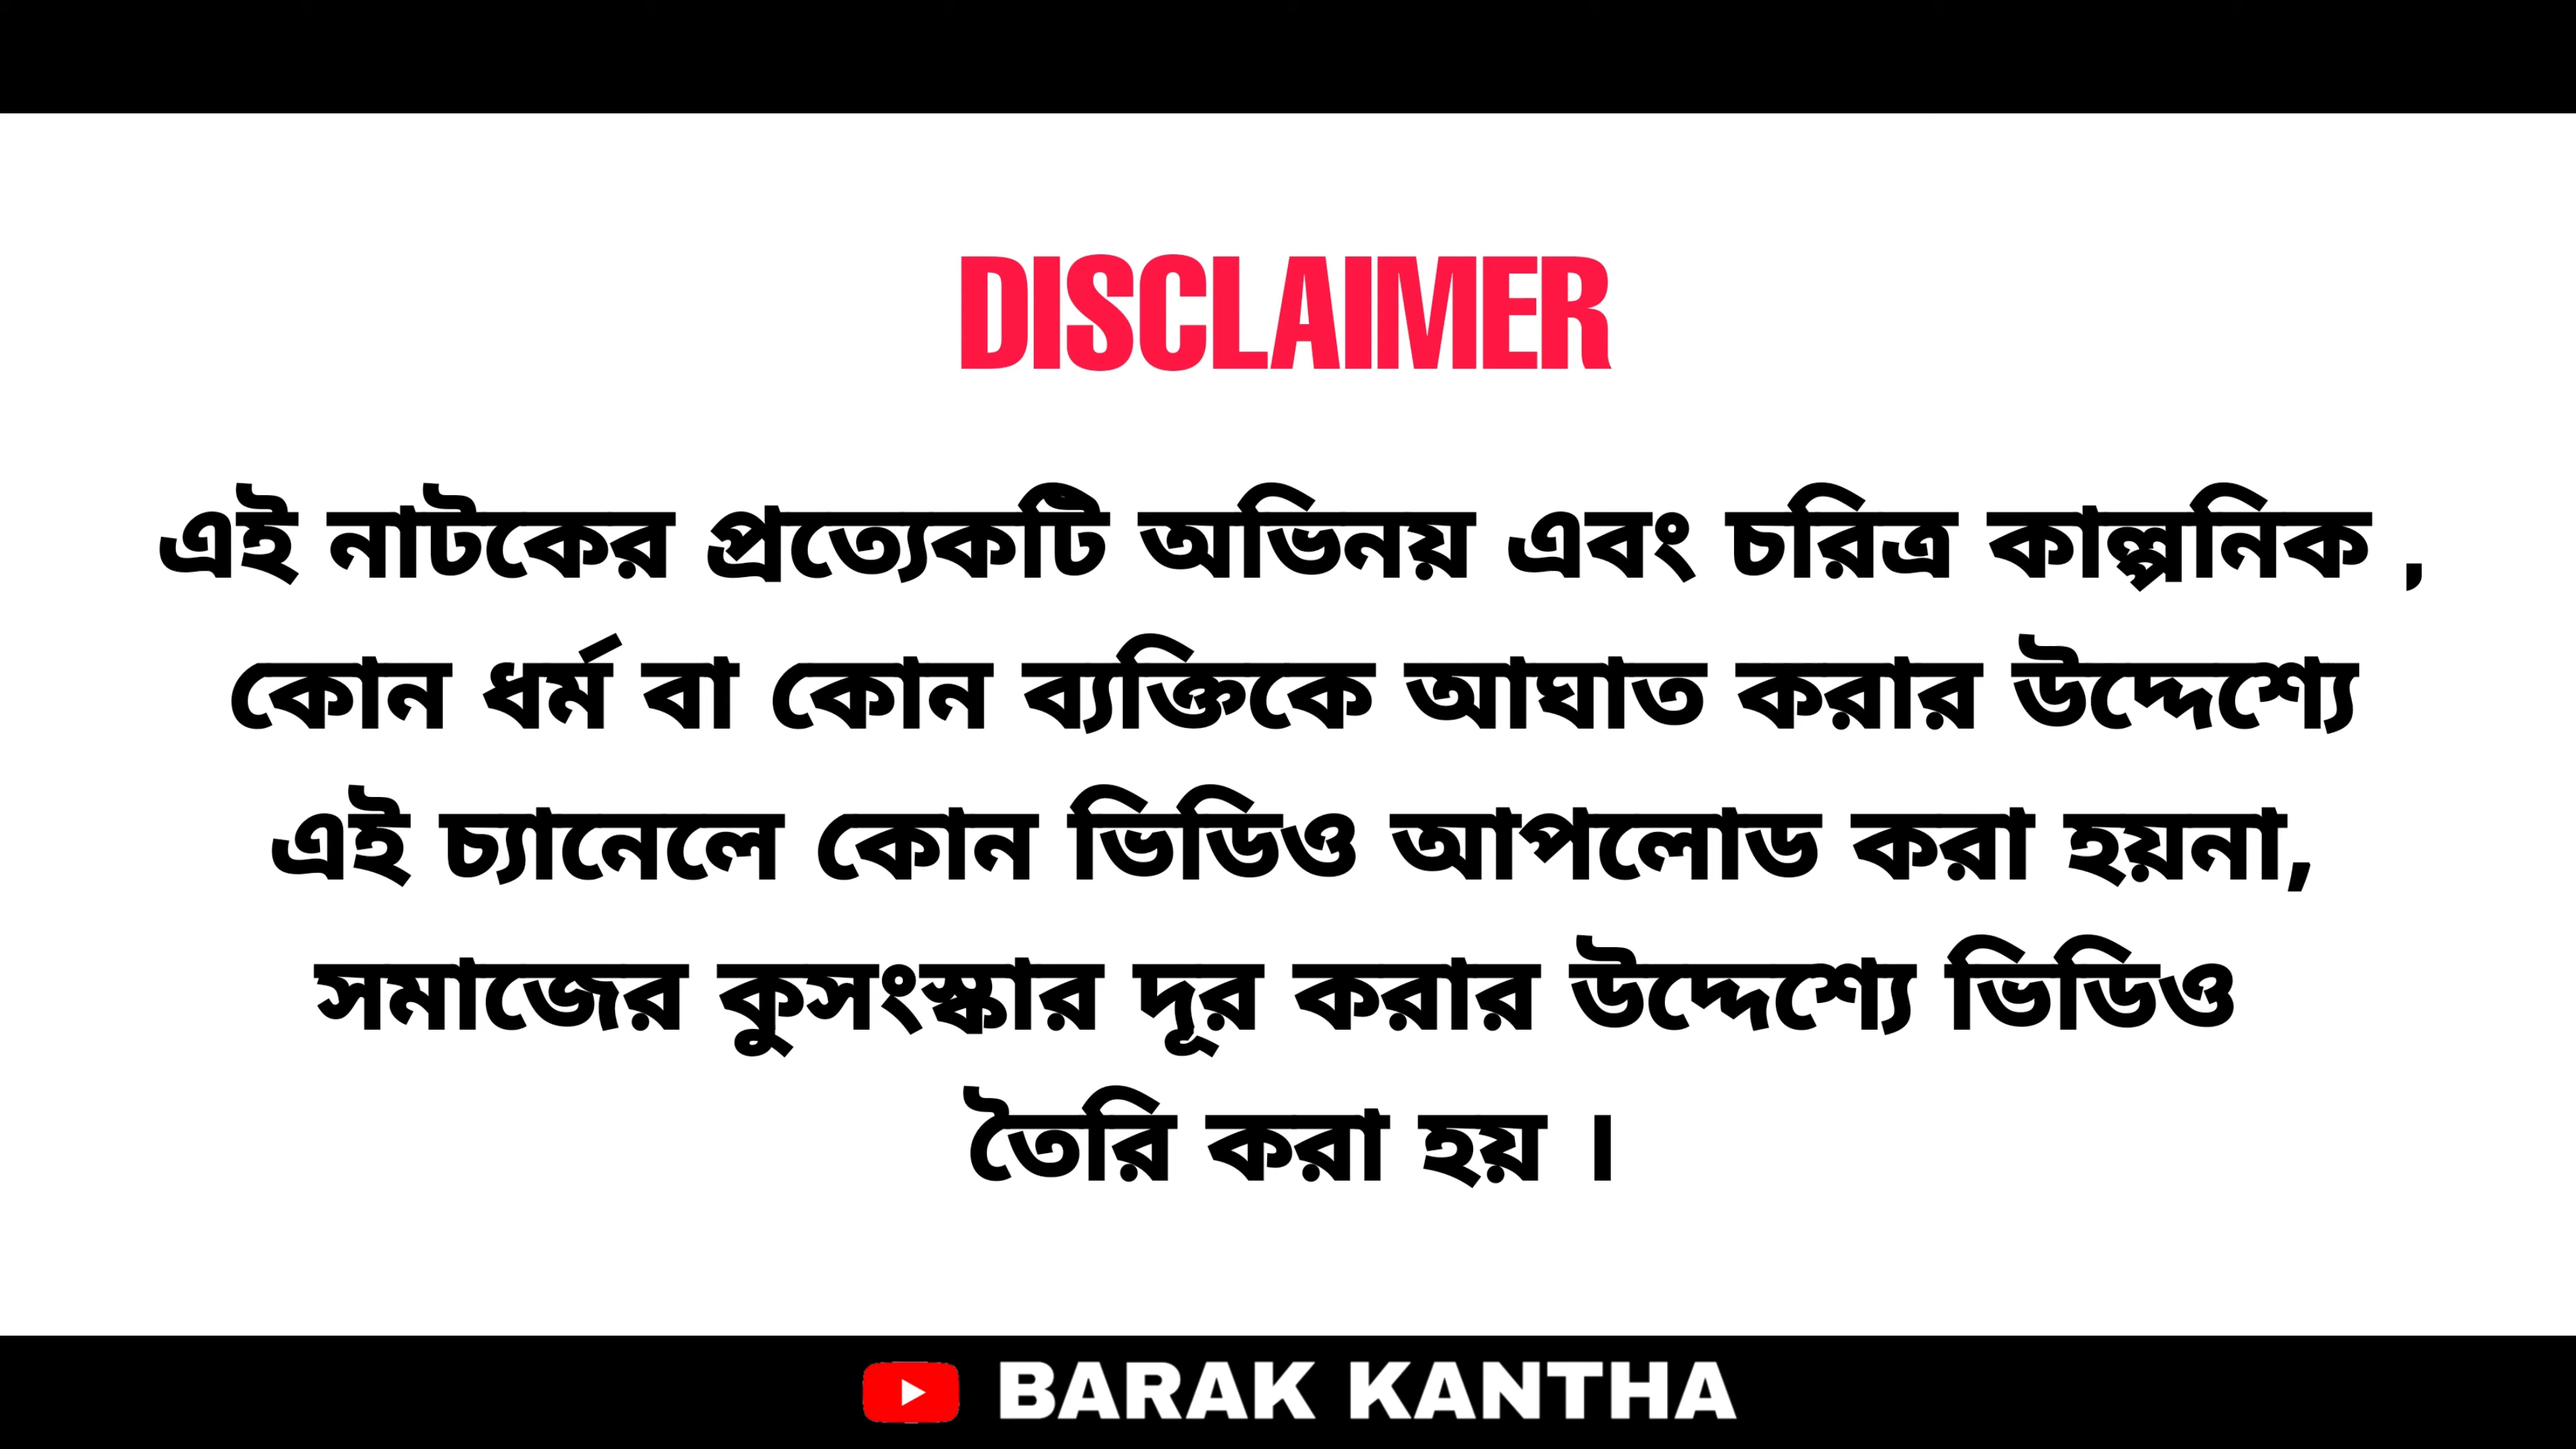 DISCLAIMER
এই নাটকের প্রত্যেকটি অভিনয় এবং চরিত্র কাল্পনিক ,
কোন ধর্ম বা কোন ব্যক্তিকে আঘাত করার উদ্দেশ্যে
এই চ্যানেলে কোন ভিডিও আপলোড করা হয়না,
সমাজের কুসংস্কার দূর করার উদ্দেশ্যে ভিডিও
তৈরি করা হয় ।
BARAK KANTHA